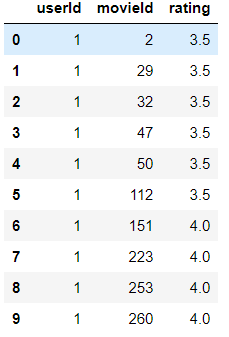 userId movieId rating
0 1 2 3.5
1 1 29 3.5
2 1 32 3.5
3 1 47 3.5
4 1 50 3.5
5 1 112 3.5
6 1 151 4.0
7 1 223 4.0
8 1 253 4.0
9 1 260 4.0